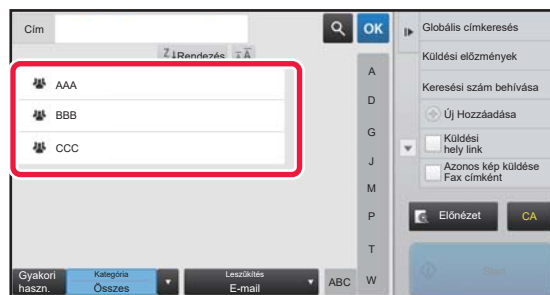 Cím
OK
Z↓Rendezés
AAA
BBB
CCC
A
D
G
J
M
P
T
W
ABC
Gyakori
haszn.
Kategória
Összes
Leszűkítés
E-mail
Globális címkeresés
Küldési előzmények
Keresési szám behívása
Új Hozzáadása
Küldési
hely link
Azonos kép küldése
Fax címként
Előnézet
CA
Start